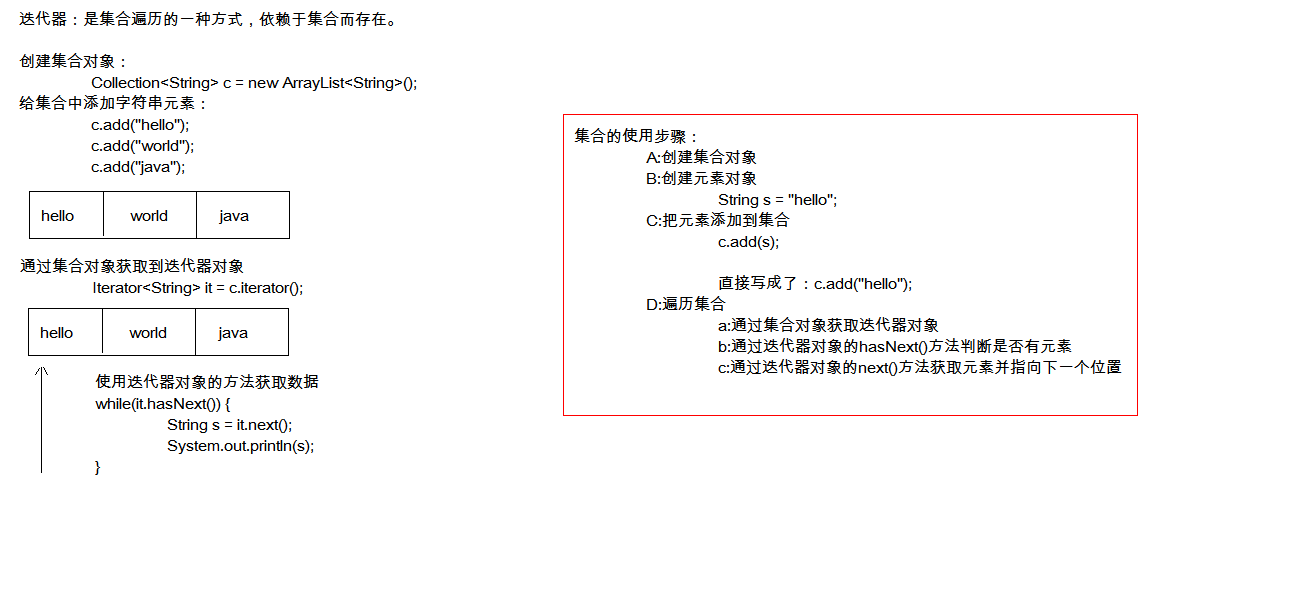 迭代器：是集合遍历的一种方式，依赖于集合而存在。
创建集合对象：
Collection<String> c = new ArrayList<String>();
给集合中添加字符串元素：
c.add("hello");
c.add("world");
c.add("java");
hello world java
通过集合对象获取到迭代器对象
Iterator<String> it = c.iterator();
hello world java
使用迭代器对象的方法获取数据
while(it.hasNext()) {
String s = it.next();
System.out.println(s);
}
集合的使用步骤：
A:创建集合对象
B:创建元素对象
String s = "hello";
C:把元素添加到集合
c.add(s);
直接写成了：c.add("hello");
D:遍历集合
a:通过集合对象获取迭代器对象
b:通过迭代器对象的hasNext()方法判断是否有元素
c:通过迭代器对象的next()方法获取元素并指向下一个位置